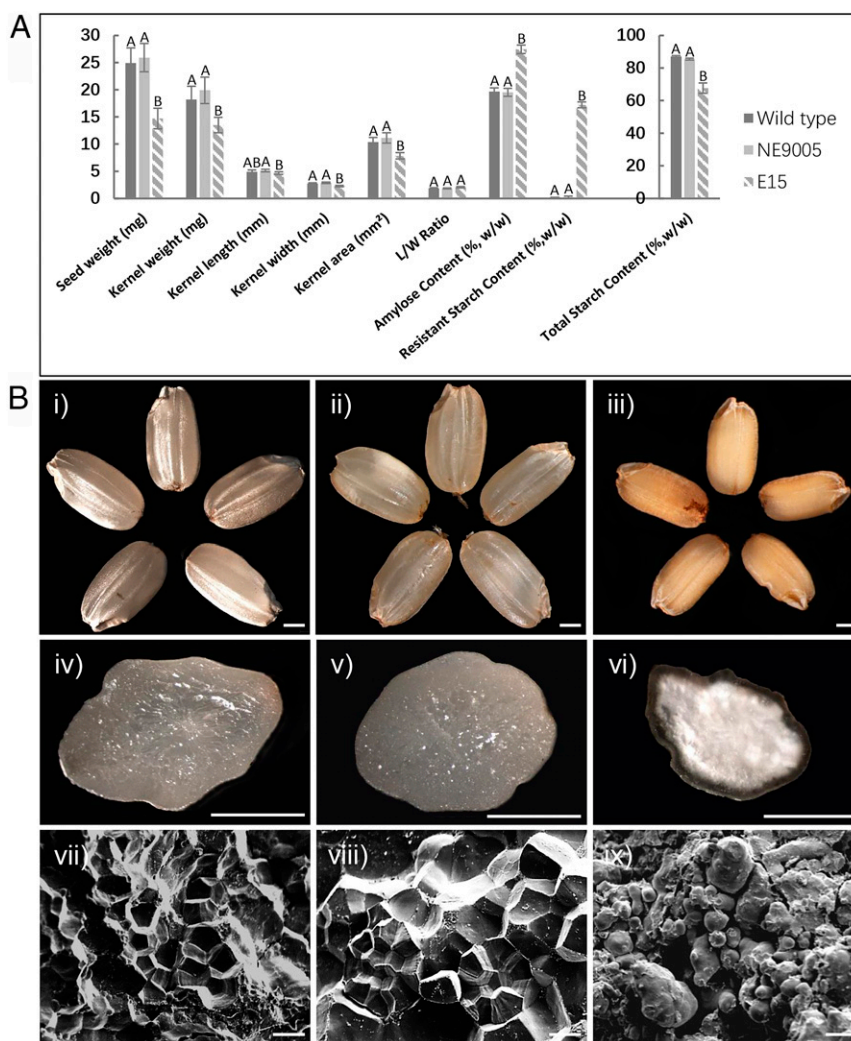 A
30
25
20
15
10
5
0
A A B
A A B
ABA B
A A B
A A B
A A A
A A B
A A B
Seed weight (mg)
Kernel weight (mg)
Kernel length (mm)
Kernel width (mm)
Kernel area (mm²)
L/W Ratio
Amylose Content (%, w/w)
Resistant Starch Content (%,w/w)
100
80
60
40
20
0
A A B
Total Starch Content (%,w/w)
Wild type
NE9005
E15
B
i) ii) iii)
iv) v) vi)
vii) viii) ix)